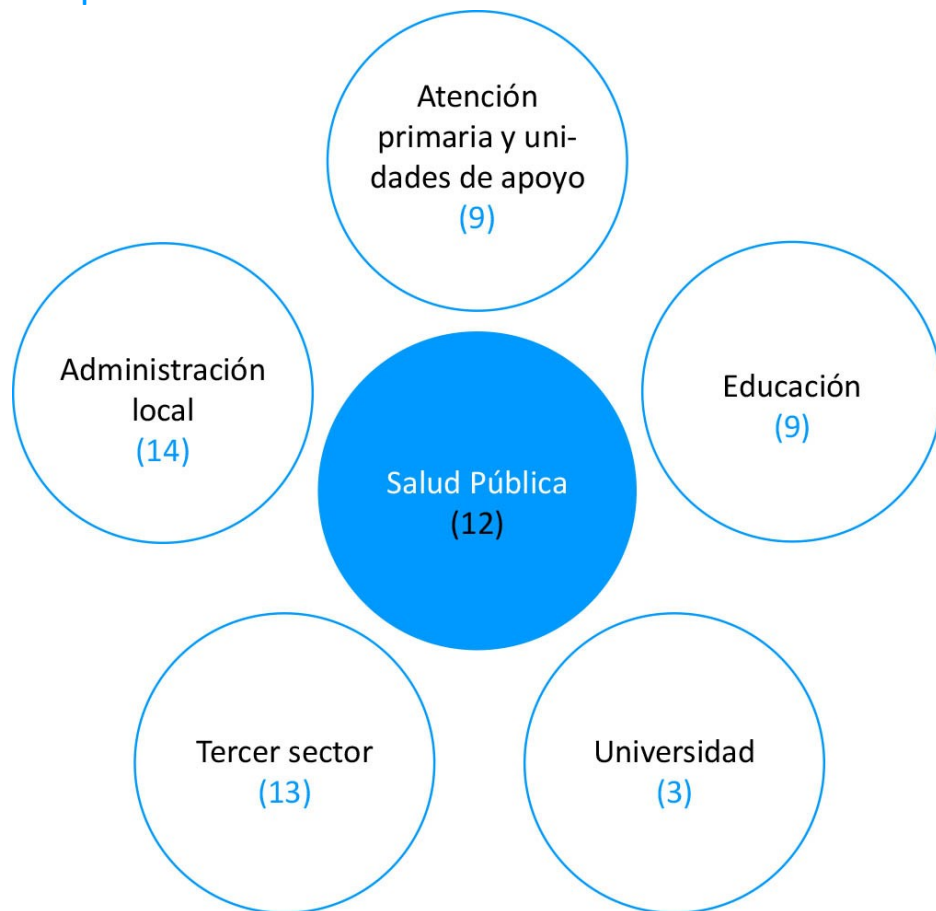 Atención
primaria y uni-
dades de apoyo
(9)
Administración
local
(14)
Educación
(9)
Salud Pública
(12)
Tercer sector
(13)
Universidad
(3)